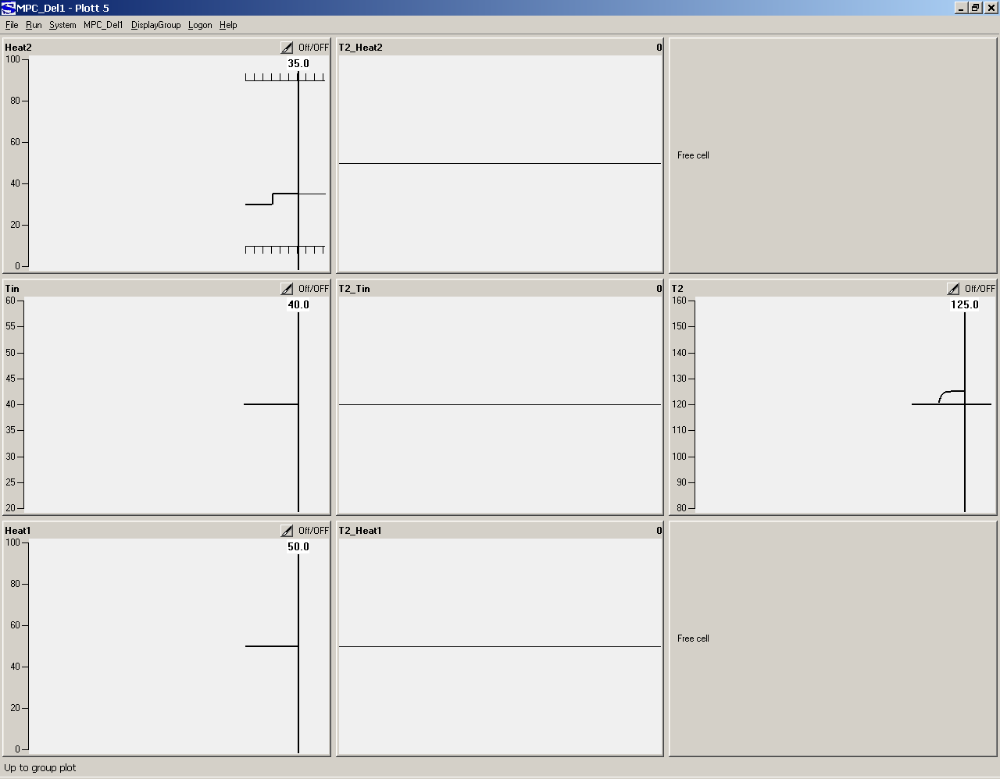 MPC_Del1 - Plott 5
File Run System MPC_Del1 DisplayGroup Logon Help
Heat2 Off/OFF
35.0
100
80
60
40
20
0
T2_Heat2 0
Free cell
Tin Off/OFF
40.0
60
55
50
45
40
35
30
25
20
T2_Tin 0
T2 Off/OFF
125.0
160
150
140
130
120
110
100
90
80
Heat1 Off/OFF
50.0
100
80
60
40
20
0
T2_Heat1 0
Free cell
Up to group plot